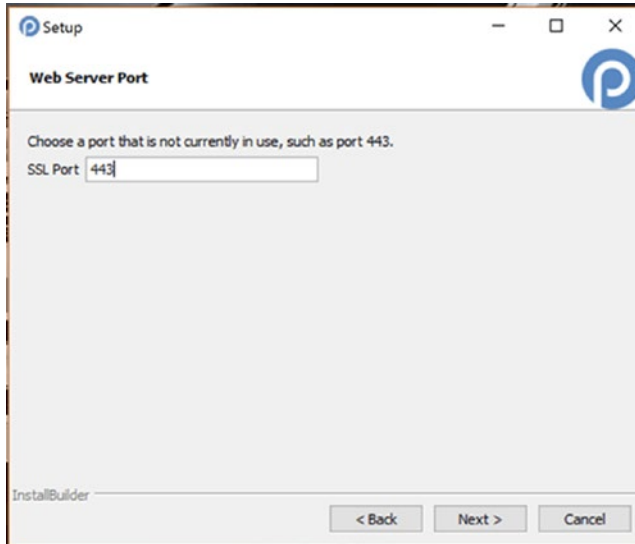 Setup
Web Server Port
Choose a port that is not currently in use, such as port 443.
SSL Port 443
InstallBuilder
< Back Next > Cancel